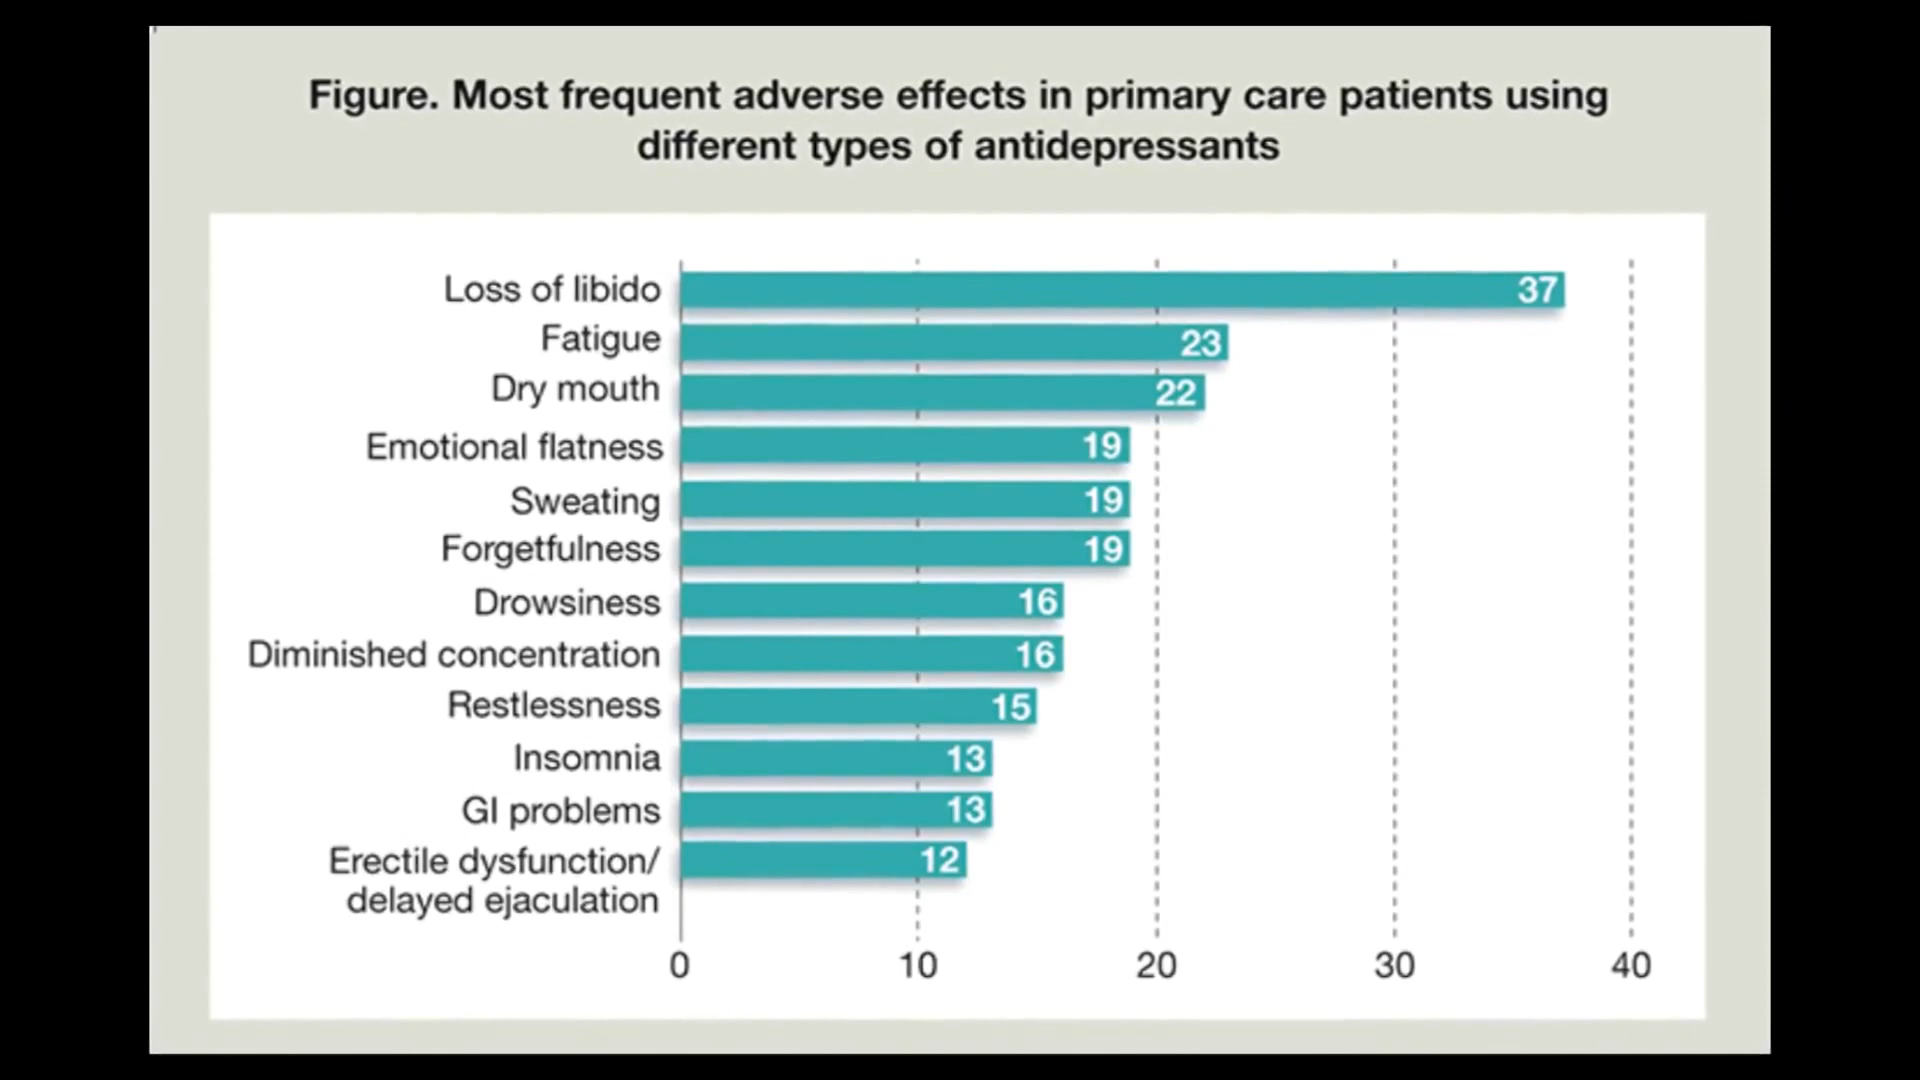 Figure. Most frequent adverse effects in primary care patients using
different types of antidepressants
Loss of libido 37
Fatigue 23
Dry mouth 22
Emotional flatness 19
Sweating 19
Forgetfulness 19
Drowsiness 16
Diminished concentration 16
Restlessness 15
Insomnia 13
GI problems 13
Erectile dysfunction/ 12
delayed ejaculation
0 10 20 30 40